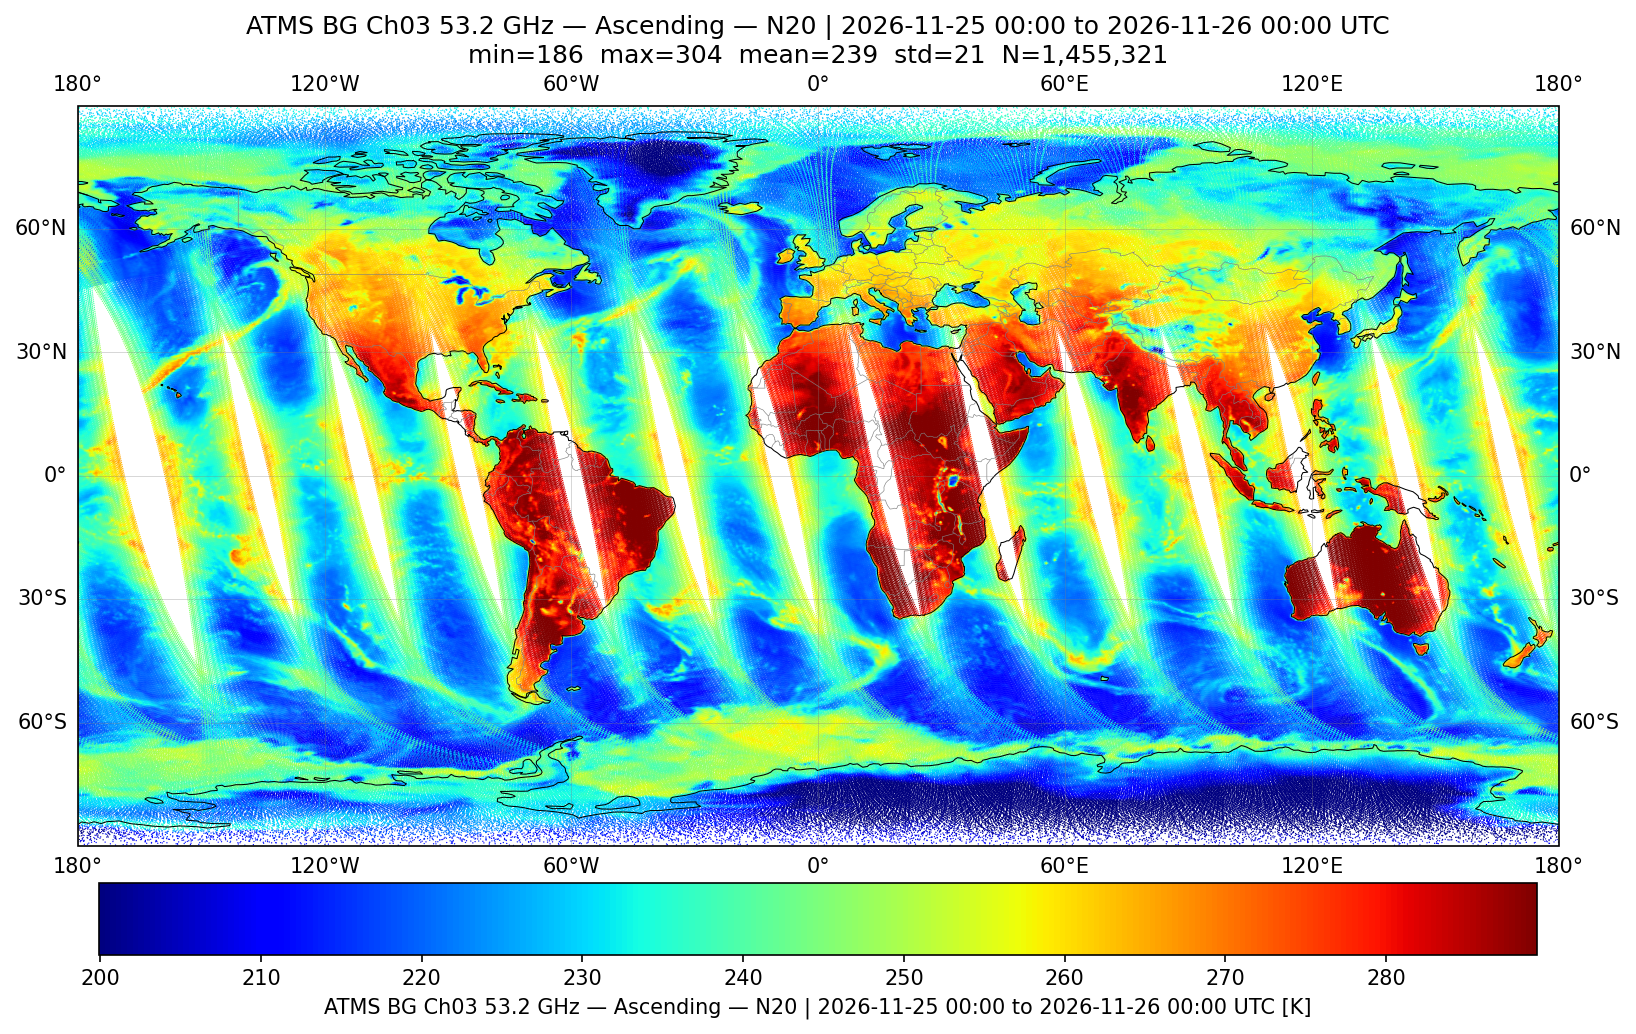 ATMS BG Ch03 53.2 GHz — Ascending — N20 | 2026-11-25 00:00 to 2026-11-26 00:00 UTC
min=186 max=304 mean=239 std=21 N=1,455,321
180° 120°W 60°W 0° 60°E 120°E 180°
60°N 60°N
30°N 30°N
0° 0°
30°S 30°S
60°S 60°S
180° 120°W 60°W 0° 60°E 120°E 180°
200 210 220 230 240 250 260 270 280
ATMS BG Ch03 53.2 GHz — Ascending — N20 | 2026-11-25 00:00 to 2026-11-26 00:00 UTC [K]